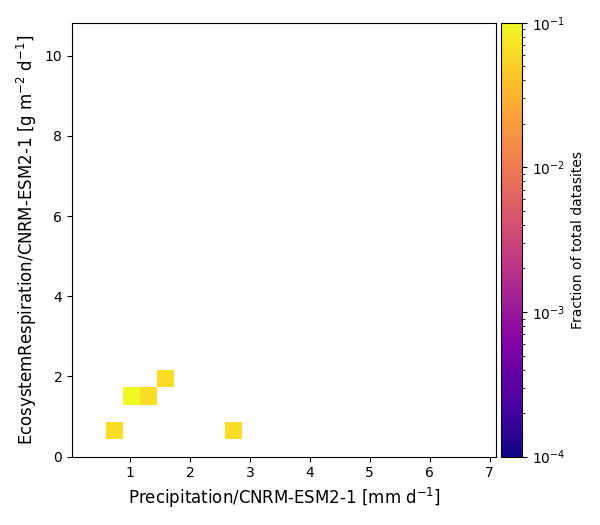 EcosystemRespiration/CNRM-ESM2-1 [g m⁻² d⁻¹]
10
8
6
4
2
0
1 2 3 4 5 6 7
Precipitation/CNRM-ESM2-1 [mm d⁻¹]
10⁻¹
10⁻²
10⁻³
10⁻⁴
Fraction of total datasites